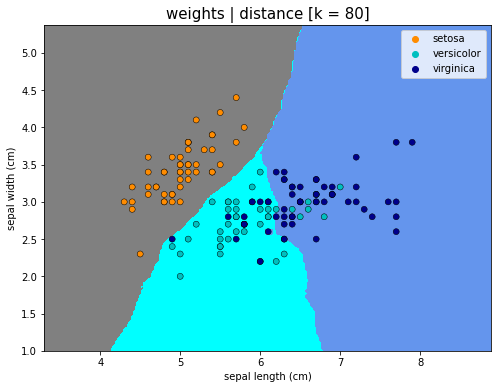 weights | distance [k = 80]
setosa
versicolor
virginica
sepal width (cm)
5.0
4.5
4.0
3.5
3.0
2.5
2.0
1.5
1.0
4 5 6 7 8
sepal length (cm)